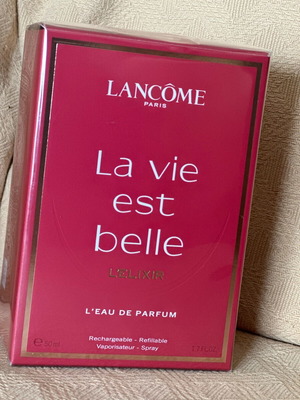 LANCÔME
PARIS
La vie
est
belle
L'ELIXIR
L'EAU DE PARFUM
Rechargeable - Refillable
Vaporisateur - Spray